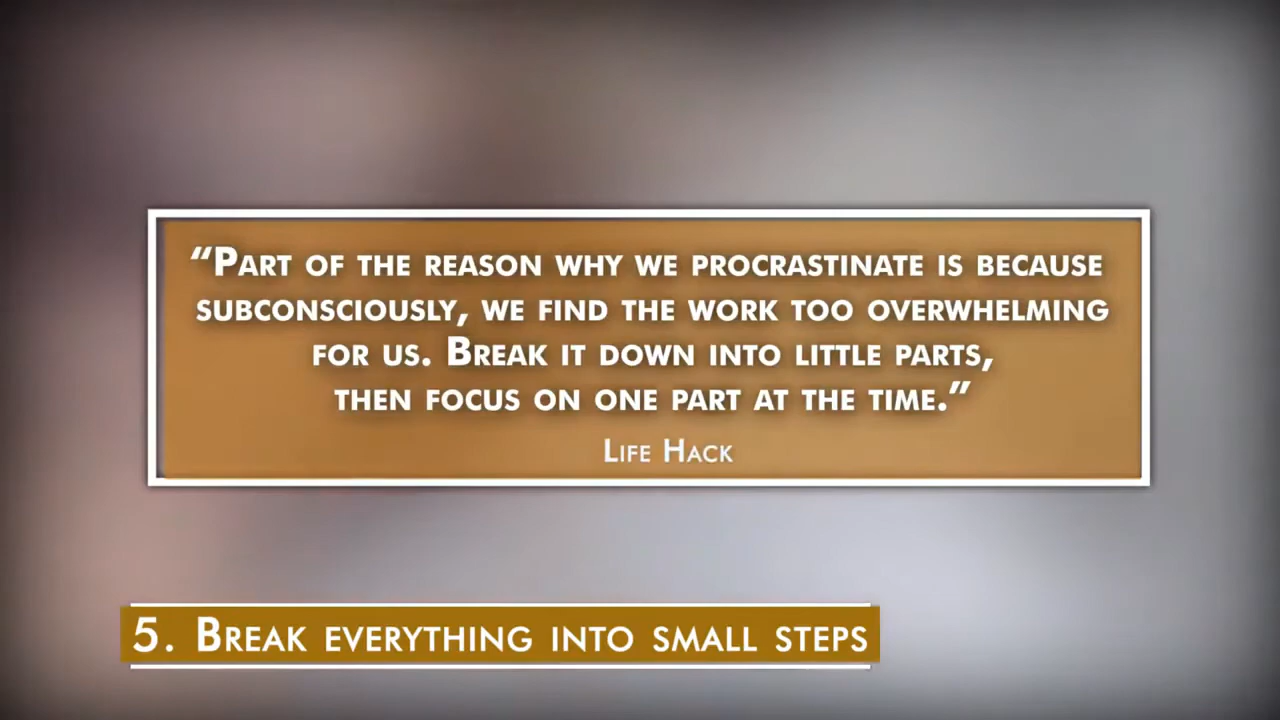 “Part of the reason why we procrastinate is because
subconsciously, we find the work too overwhelming
for us. Break it down into little parts,
then focus on one part at the time.”
Life Hack
5. Break everything into small steps